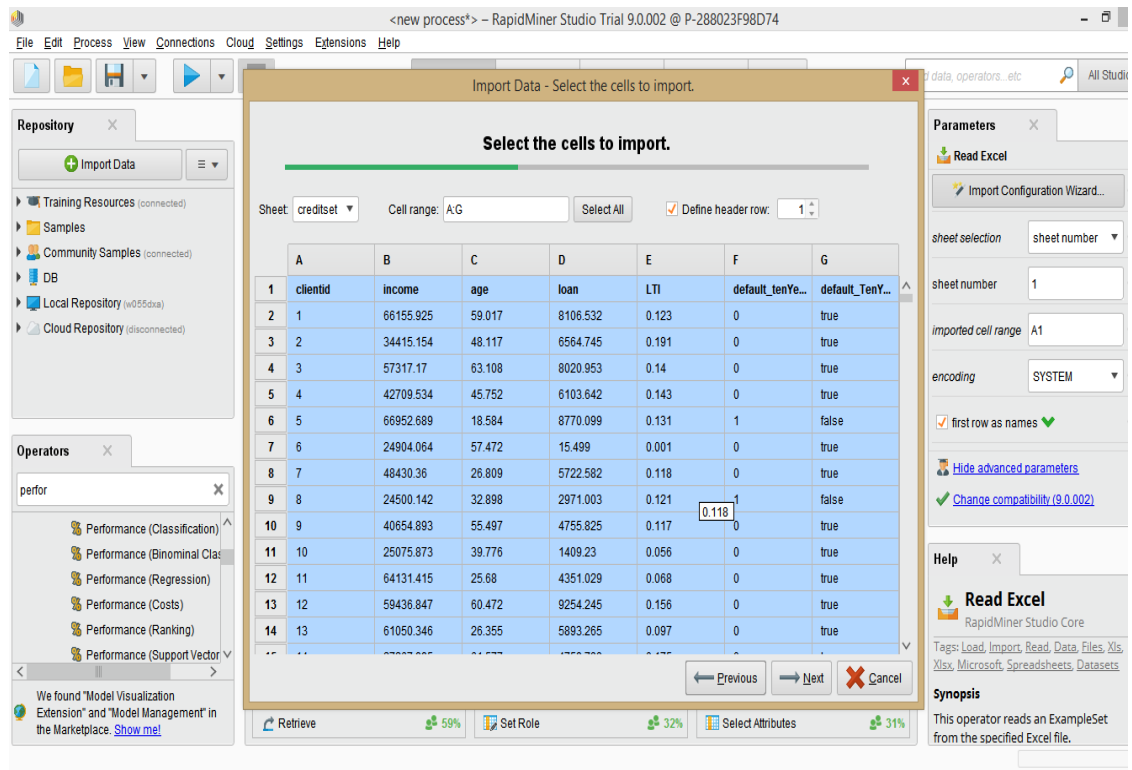 <new process*> – RapidMiner Studio Trial 9.0.002 @ P-288023F98D74
File Edit Process View Connections Cloud Settings Extensions Help
data, operators...etc All Studio
Import Data - Select the cells to import.
Select the cells to import.
Sheet: creditset Cell range: A:G Select All Define header row: 1
A B C D E F G
1 clientid income age loan LTI default_tenYe... default_TenY...
2 1 66155.925 59.017 8106.532 0.123 0 true
3 2 34415.154 48.117 6564.745 0.191 0 true
4 3 57317.17 63.108 8020.953 0.14 0 true
5 4 42709.534 45.752 6103.642 0.143 0 true
6 5 66952.689 18.584 8770.099 0.131 1 false
7 6 24904.064 57.472 15.499 0.001 0 true
8 7 48430.36 26.809 5722.582 0.118 0 true
9 8 24500.142 32.898 2971.003 0.121 1 false
0.118
10 9 40654.893 55.497 4755.825 0.117 0 true
11 10 25075.873 39.776 1409.23 0.056 0 true
12 11 64131.415 25.68 4351.029 0.068 0 true
13 12 59436.847 60.472 9254.245 0.156 0 true
14 13 61050.346 26.355 5893.265 0.097 0 true
Previous Next Cancel
Repository
Import Data
Training Resources (connected)
Samples
Community Samples (connected)
DB
Local Repository (w055dxa)
Cloud Repository (disconnected)
Operators
perfor
Performance (Classification)
Performance (Binominal Clas
Performance (Regression)
Performance (Costs)
Performance (Ranking)
Performance (Support Vector
We found "Model Visualization
Extension" and "Model Management" in
the Marketplace. Show me!
Retrieve 59% Set Role 32% Select Attributes 31%
Parameters
Read Excel
Import Configuration Wizard...
sheet selection sheet number
sheet number 1
imported cell range A1
encoding SYSTEM
first row as names
Hide advanced parameters
Change compatibility (9.0.002)
Help
Read Excel
RapidMiner Studio Core
Tags: Load, Import, Read, Data, Files, Xls,
Xlsx, Microsoft, Spreadsheets, Datasets
Synopsis
This operator reads an ExampleSet
from the specified Excel file.